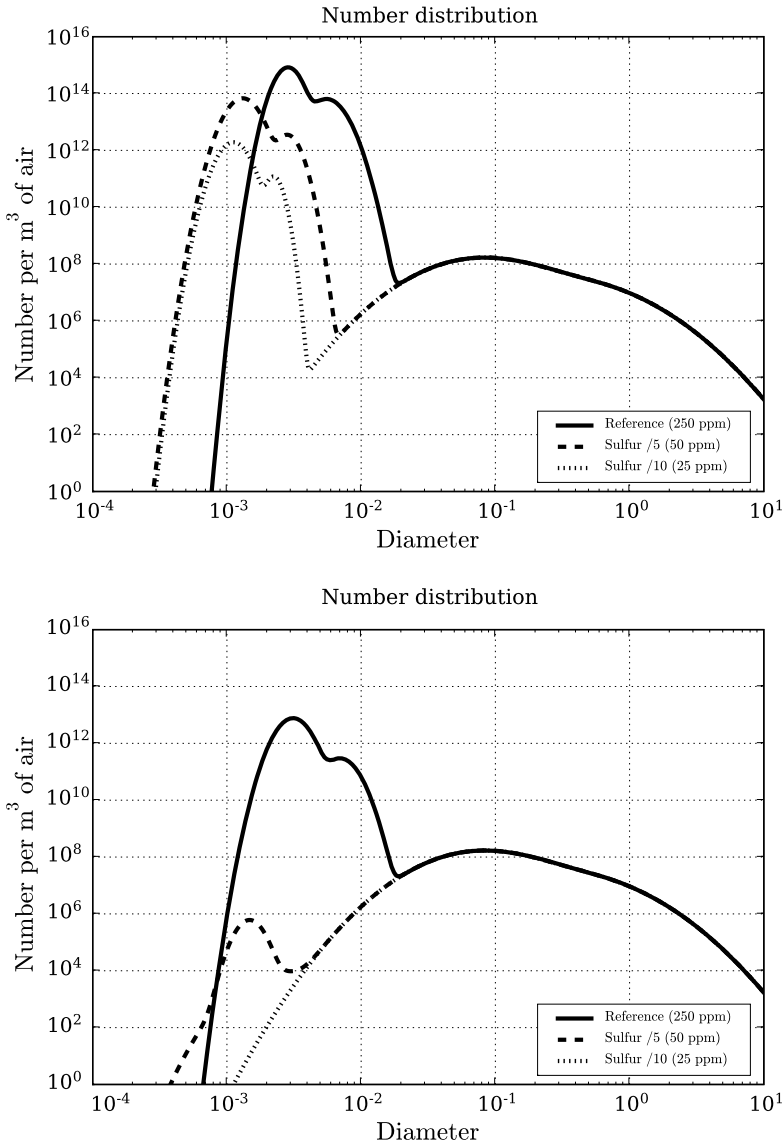 Number distribution
10^16
10^14
10^12
10^10
10^8
10^6
10^4
10^2
10^0
Number per m^3 of air
Reference (250 ppm)
Sulfur /5 (50 ppm)
Sulfur /10 (25 ppm)
10^-4 10^-3 10^-2 10^-1 10^0 10^1
Diameter
Number distribution
10^16
10^14
10^12
10^10
10^8
10^6
10^4
10^2
10^0
Number per m^3 of air
Reference (250 ppm)
Sulfur /5 (50 ppm)
Sulfur /10 (25 ppm)
10^-4 10^-3 10^-2 10^-1 10^0 10^1
Diameter